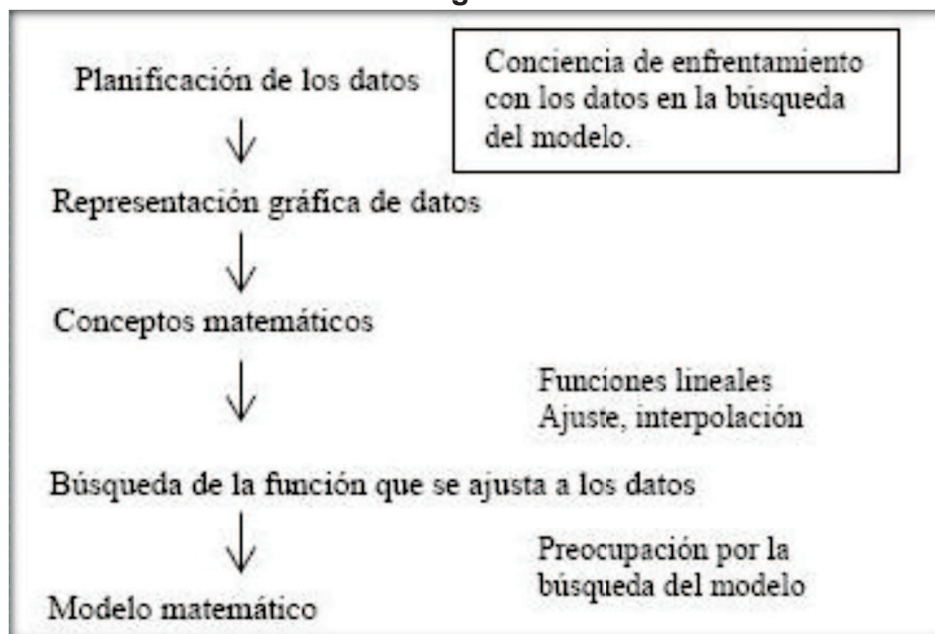 Planificación de los datos
Conciencia de enfrentamiento
con los datos en la búsqueda
del modelo.
Representación gráfica de datos
Conceptos matemáticos
Funciones lineales
Ajuste, interpolación
Búsqueda de la función que se ajusta a los datos
Preocupación por la
búsqueda del modelo
Modelo matemático